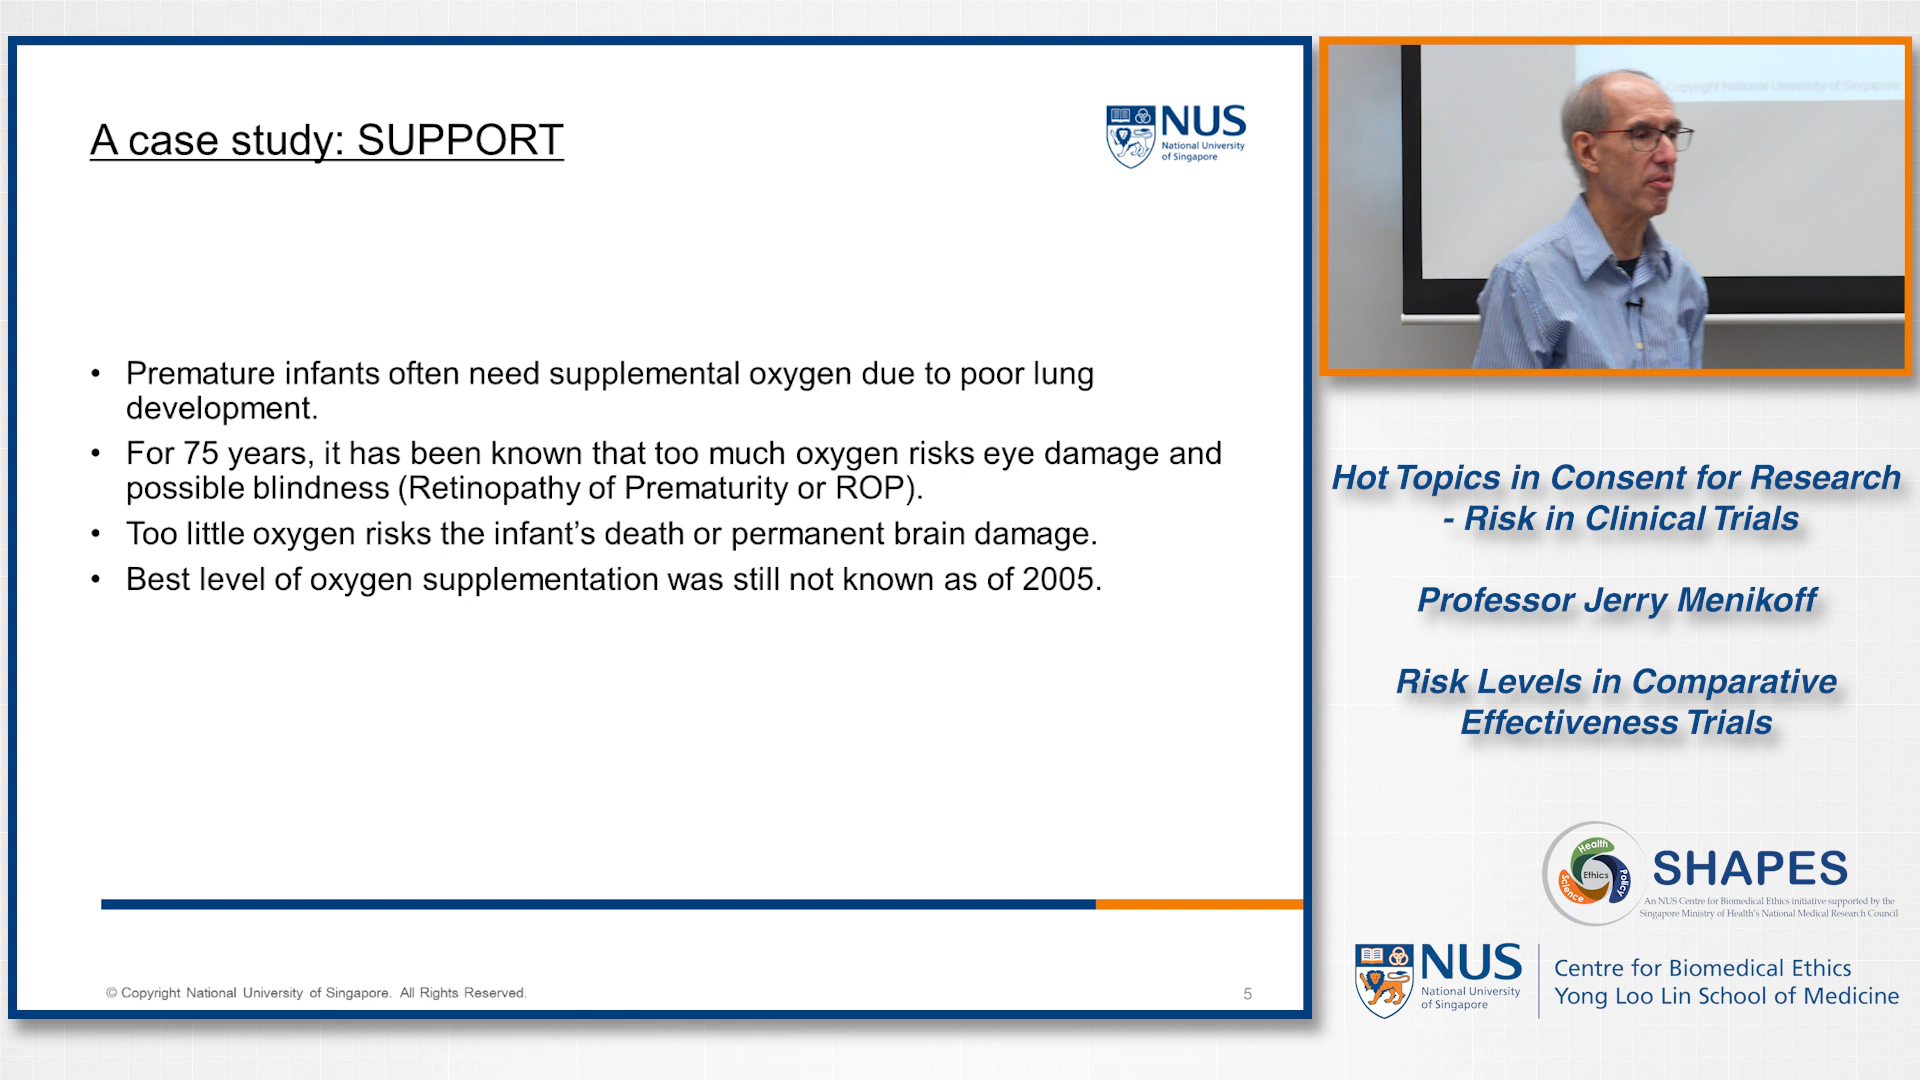 A case study: SUPPORT
NUS
National University
of Singapore
• Premature infants often need supplemental oxygen due to poor lung
development.
• For 75 years, it has been known that too much oxygen risks eye damage and
possible blindness (Retinopathy of Prematurity or ROP).
• Too little oxygen risks the infant’s death or permanent brain damage.
• Best level of oxygen supplementation was still not known as of 2005.
© Copyright National University of Singapore. All Rights Reserved.
5
Copyright National University of Singapore
Hot Topics in Consent for Research
- Risk in Clinical Trials
Professor Jerry Menikoff
Risk Levels in Comparative
Effectiveness Trials
Health
Ethics
Science
Policy
SHAPES
An NUS Centre for Biomedical Ethics initiative supported by the
Singapore Ministry of Health's National Medical Research Council
NUS
National University
of Singapore
Centre for Biomedical Ethics
Yong Loo Lin School of Medicine